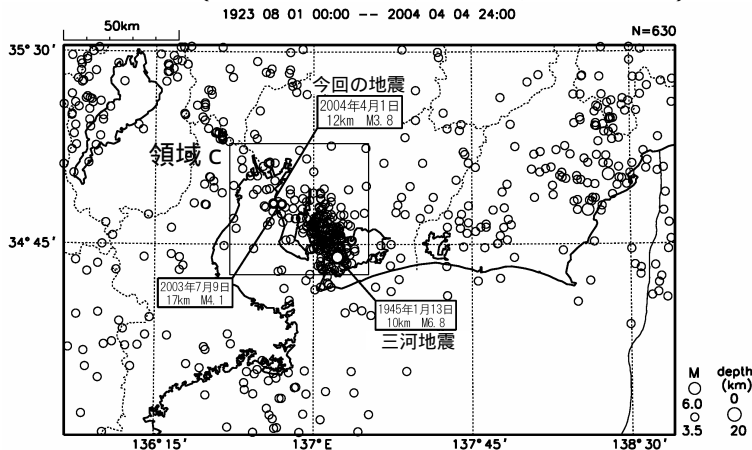 1923 08 01 00:00 -- 2004 04 04 24:00
50km
N=630
35°30'
今回の地震
2004年4月1日
12km M3.8
領域 c
34°45'
2003年7月9日
17km M4.1
1945年1月13日
10km M6.8
三河地震
M
6.0
3.5
depth
(km)
0
20
136°15'
137°E
137°45'
138°30'